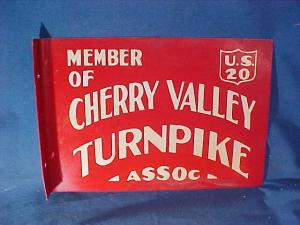 MEMBER
OF
U.S.
20
CHERRY VALLEY
TURNPIKE
ASSOC